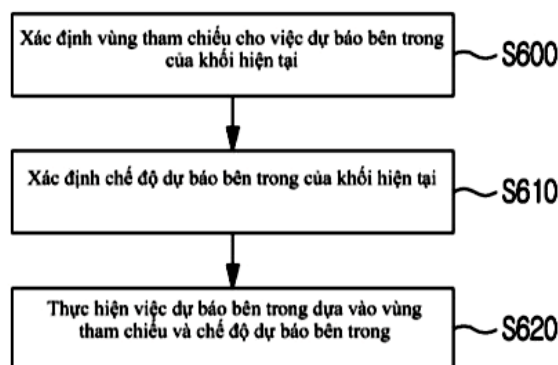 Xác định vùng tham chiếu cho việc dự báo bên trong
của khối hiện tại
S600
Xác định chế độ dự báo bên trong của khối hiện tại
S610
Thực hiện việc dự báo bên trong dựa vào vùng
tham chiếu và chế độ dự báo bên trong
S620